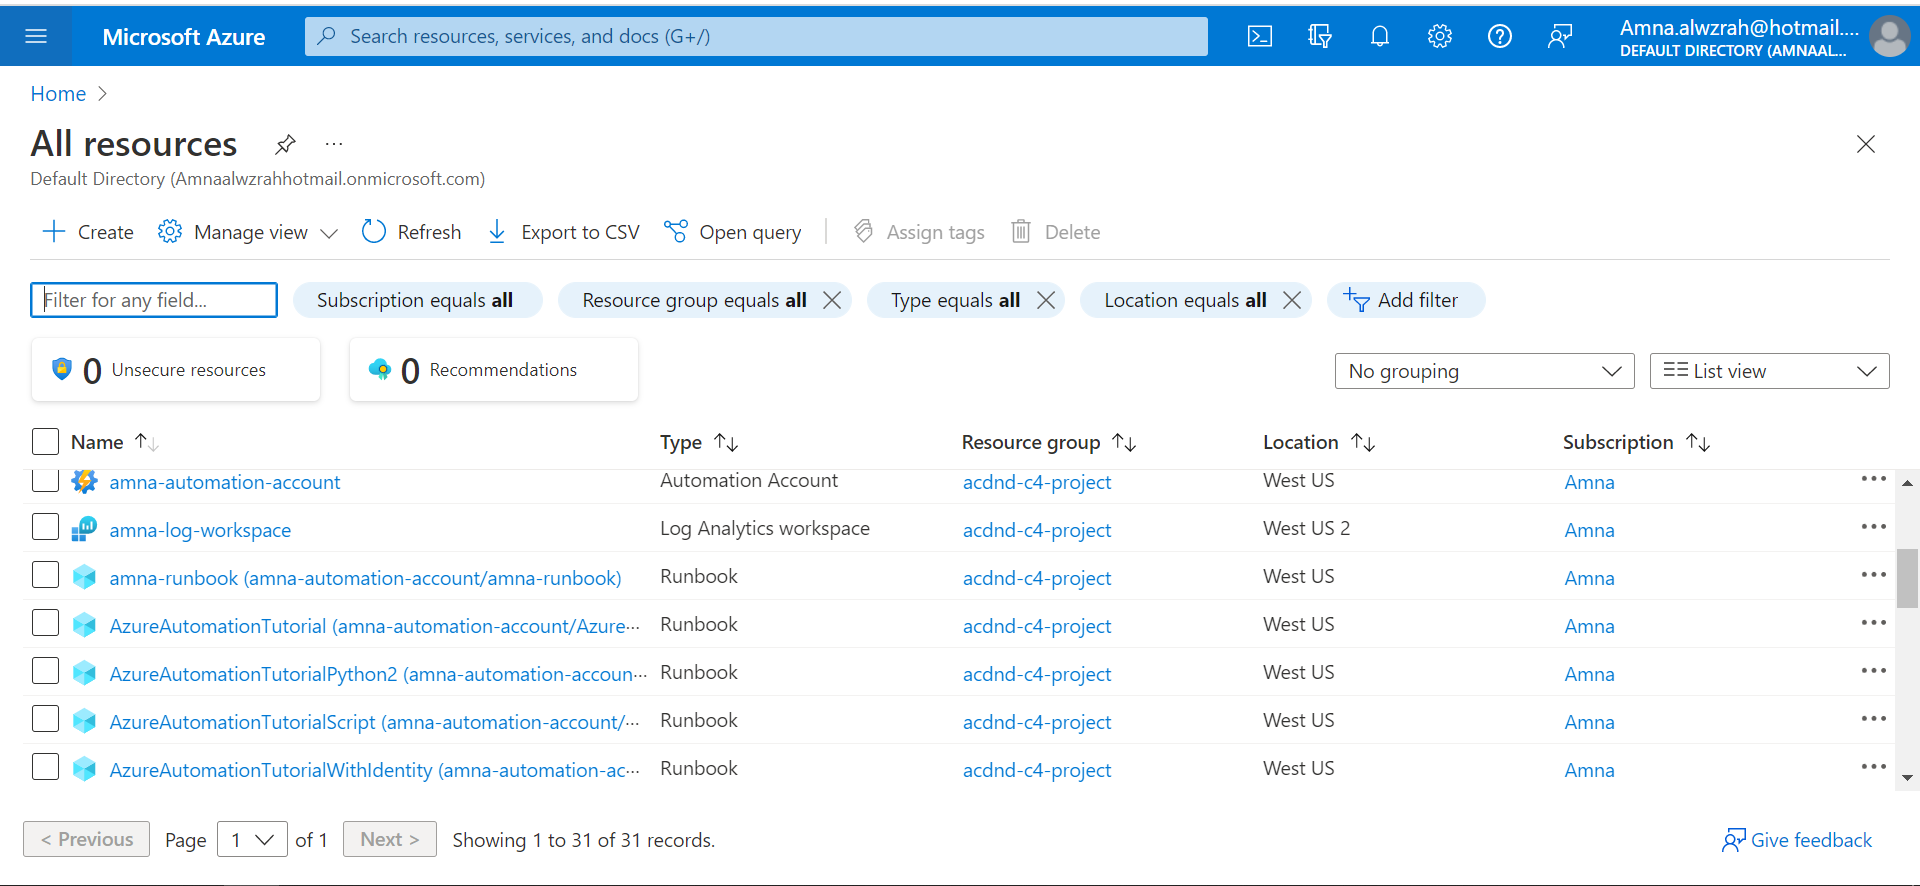 Microsoft Azure Search resources, services, and docs (G+/) Amna.alwzrah@hotmail....
DEFAULT DIRECTORY (AMNAAL...
Home
All resources ...
Default Directory (Amnaalwzrahhotmail.onmicrosoft.com)
Create Manage view Refresh Export to CSV Open query Assign tags Delete
Filter for any field... Subscription equals all Resource group equals all Type equals all Location equals all Add filter
0 Unsecure resources 0 Recommendations No grouping List view
Name Type Resource group Location Subscription
amna-automation-account Automation Account acdnd-c4-project West US Amna
amna-log-workspace Log Analytics workspace acdnd-c4-project West US 2 Amna
amna-runbook (amna-automation-account/amna-runbook) Runbook acdnd-c4-project West US Amna
AzureAutomationTutorial (amna-automation-account/Azure... Runbook acdnd-c4-project West US Amna
AzureAutomationTutorialPython2 (amna-automation-accoun... Runbook acdnd-c4-project West US Amna
AzureAutomationTutorialScript (amna-automation-account/... Runbook acdnd-c4-project West US Amna
AzureAutomationTutorialWithIdentity (amna-automation-ac... Runbook acdnd-c4-project West US Amna
< Previous Page 1 of 1 Next > Showing 1 to 31 of 31 records. Give feedback